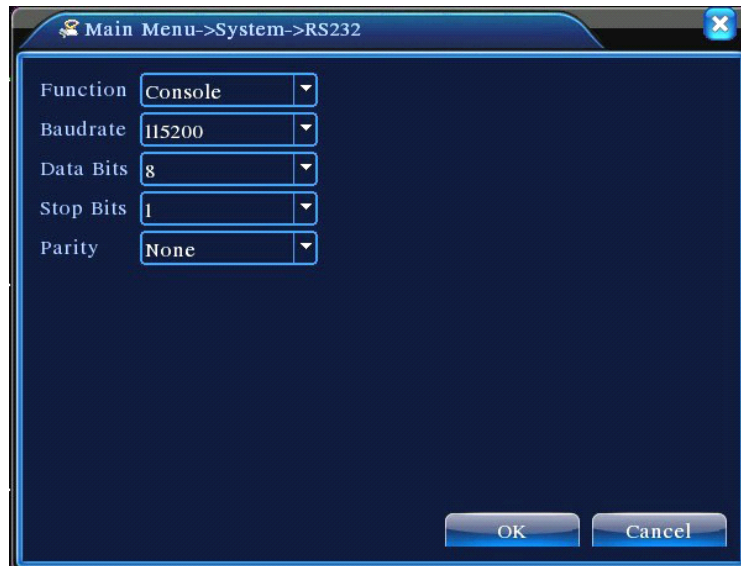 Main Menu->System->RS232
Function Console
Baudrate 115200
Data Bits 8
Stop Bits 1
Parity None
OK Cancel